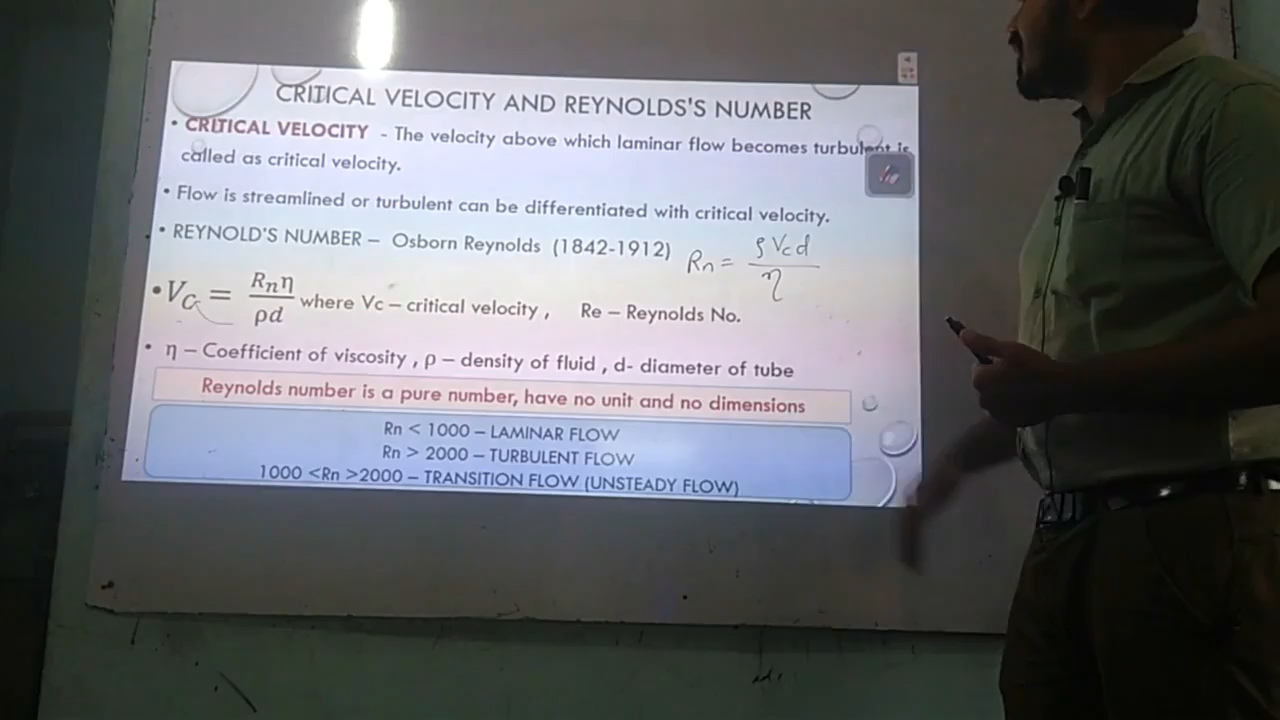 CRITICAL VELOCITY AND REYNOLDS'S NUMBER
• CRITICAL VELOCITY - The velocity above which laminar flow becomes turbulent is
called as critical velocity.
• Flow is streamlined or turbulent can be differentiated with critical velocity.
• REYNOLD'S NUMBER – Osborn Reynolds (1842-1912) Rn = ρVcd / η
• Vc = Rnη / ρd where Vc – critical velocity , Re – Reynolds No.
• η – Coefficient of viscosity , ρ – density of fluid , d- diameter of tube
Reynolds number is a pure number, have no unit and no dimensions
Rn < 1000 – LAMINAR FLOW
Rn > 2000 – TURBULENT FLOW
1000 <Rn >2000 – TRANSITION FLOW (UNSTEADY FLOW)